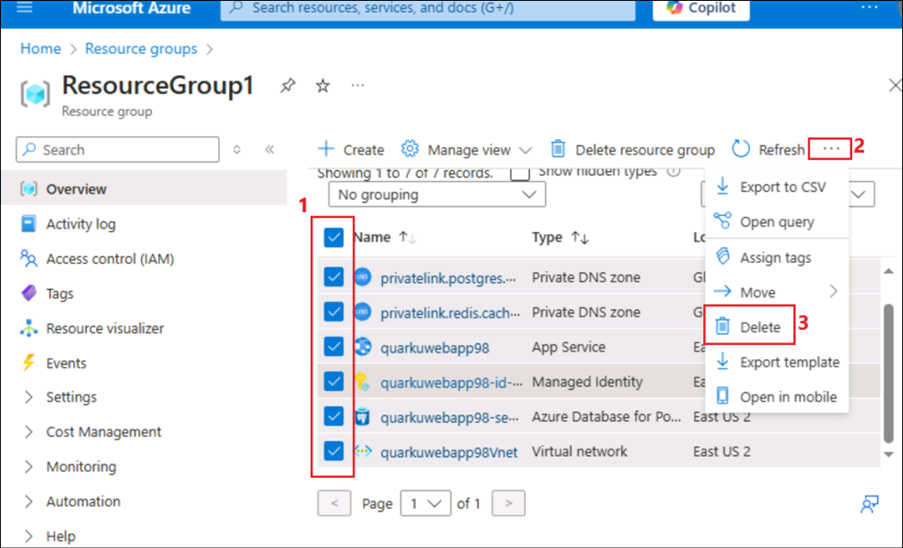 Microsoft Azure
Search resources, services, and docs (G+/)
Copilot
Home > Resource groups >
ResourceGroup1
Resource group
Search
Overview
Activity log
Access control (IAM)
Tags
Resource visualizer
Events
Settings
Cost Management
Monitoring
Automation
Help
Create
Manage view
Delete resource group
Refresh
2
Showing 1 to 7 of 7 records.
Show hidden types
No grouping
1
Name
Type
privatelink.postgres.... Private DNS zone
privatelink.redis.cach... Private DNS zone
quarkuwebapp98 App Service
quarkuwebapp98-id-... Managed Identity
quarkuwebapp98-se... Azure Database for Po... East US 2
quarkuwebapp98Vnet Virtual network East US 2
Export to CSV
Open query
Assign tags
Move
Delete
3
Export template
Open in mobile
< Page 1 of 1 >